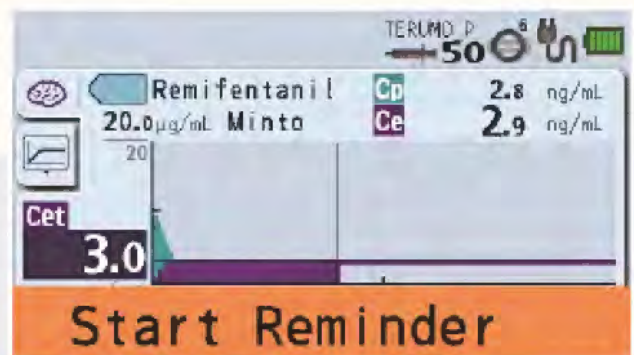 TERUMO P
50 6
Remifentanil Cp 2.8 ng/mL
20.0µg/mL Minto Ce 2.9 ng/mL
20
Cet
3.0
Start Reminder